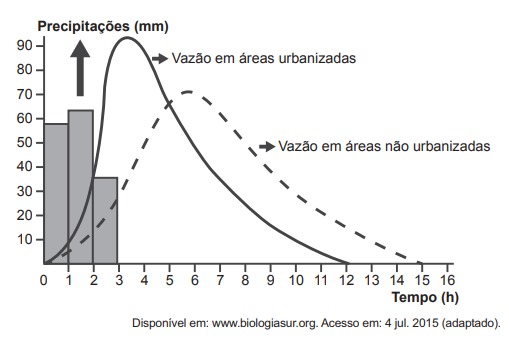 Precipitações (mm)
90
80
70
60
50
40
30
20
10
Vazão em áreas urbanizadas
Vazão em áreas não urbanizadas
0 1 2 3 4 5 6 7 8 9 10 11 12 13 14 15 16
Tempo (h)
Disponível em: www.biologiasur.org. Acesso em: 4 jul. 2015 (adaptado).